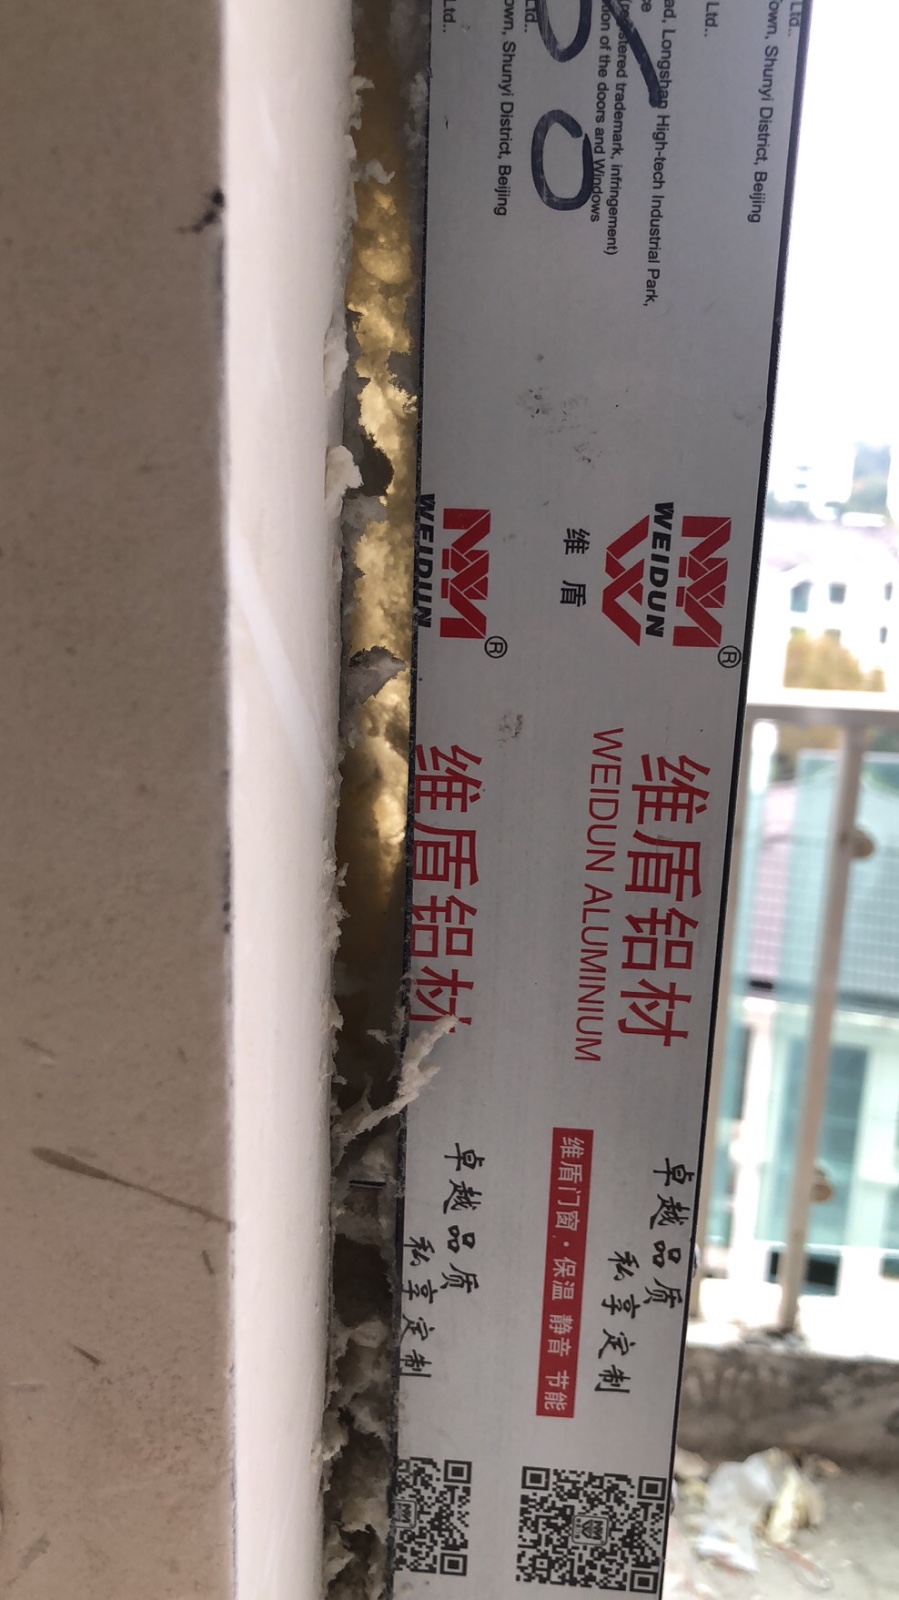 Ltd..
own, Shunyi District, Beijing
Ltd..
ad, Longshan High-tech Industrial Park,
tered trademark, infringement)
ion of the doors and Windows
Ltd..
own, Shunyi District, Beijing
Ltd..
WEIDUN
®
维盾
WEIDUN
®
维盾铝材
WEIDUN ALUMINIUM
维盾铝材
卓越品质
私享定制
维盾门窗·保温 静音 节能
卓越品质
私享定制